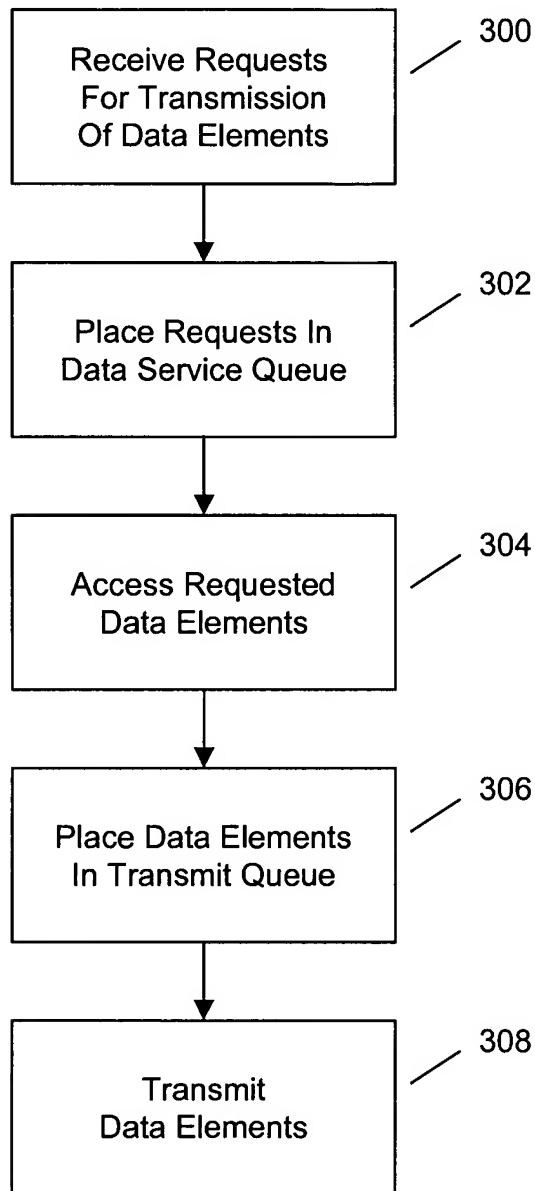 Receive Requests
For Transmission
Of Data Elements
300
Place Requests In
Data Service Queue
302
Access Requested
Data Elements
304
Place Data Elements
In Transmit Queue
306
Transmit
Data Elements
308